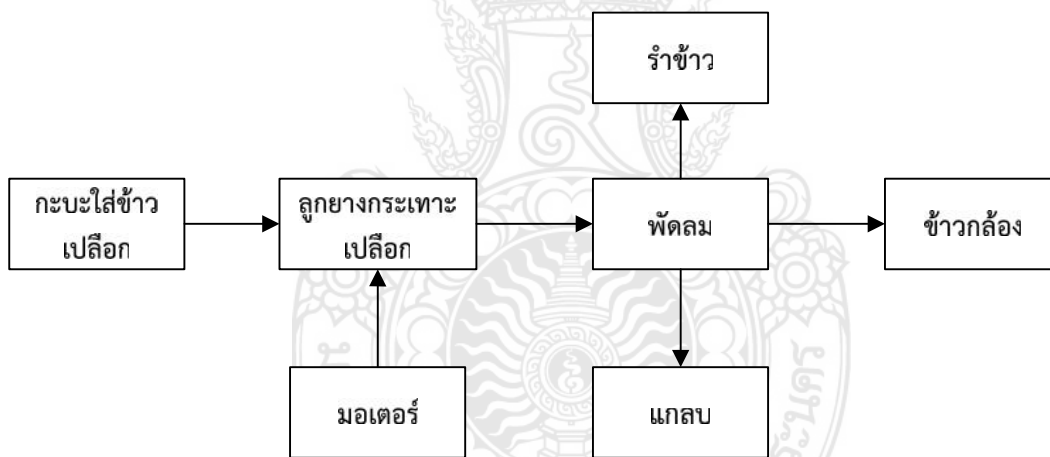 รำข้าว
กะบะใส่ข้าว
เปลือก
ลูกยางกระเทาะ
เปลือก
พัดลม
ข้าวกล้อง
มอเตอร์
แกลบ